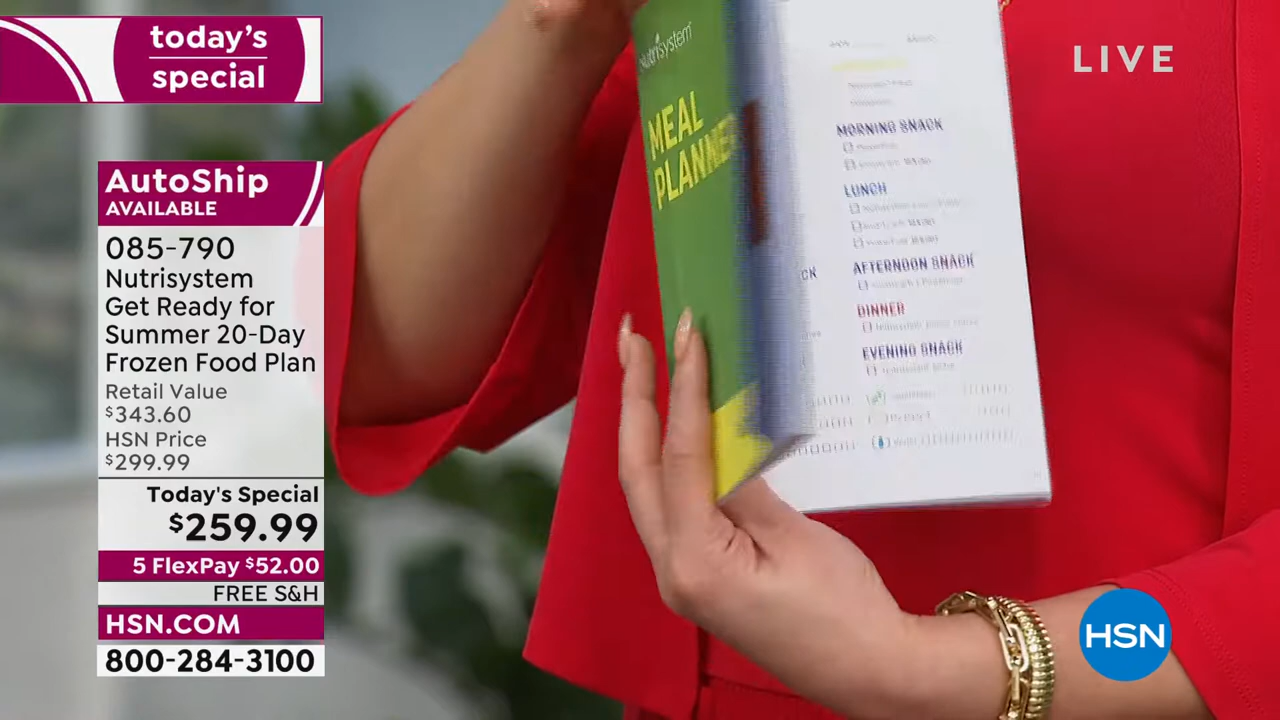 today's
special
LIVE
AutoShip
AVAILABLE
085-790
Nutrisystem
Get Ready for
Summer 20-Day
Frozen Food Plan
Retail Value
$343.60
HSN Price
$299.99
Today's Special
$259.99
5 FlexPay $52.00
FREE S&H
HSN.COM
800-284-3100
Nutrisystem
MEAL
PLANNER
MORNING SNACK
LUNCH
AFTERNOON SNACK
DINNER
EVENING SNACK
HSN